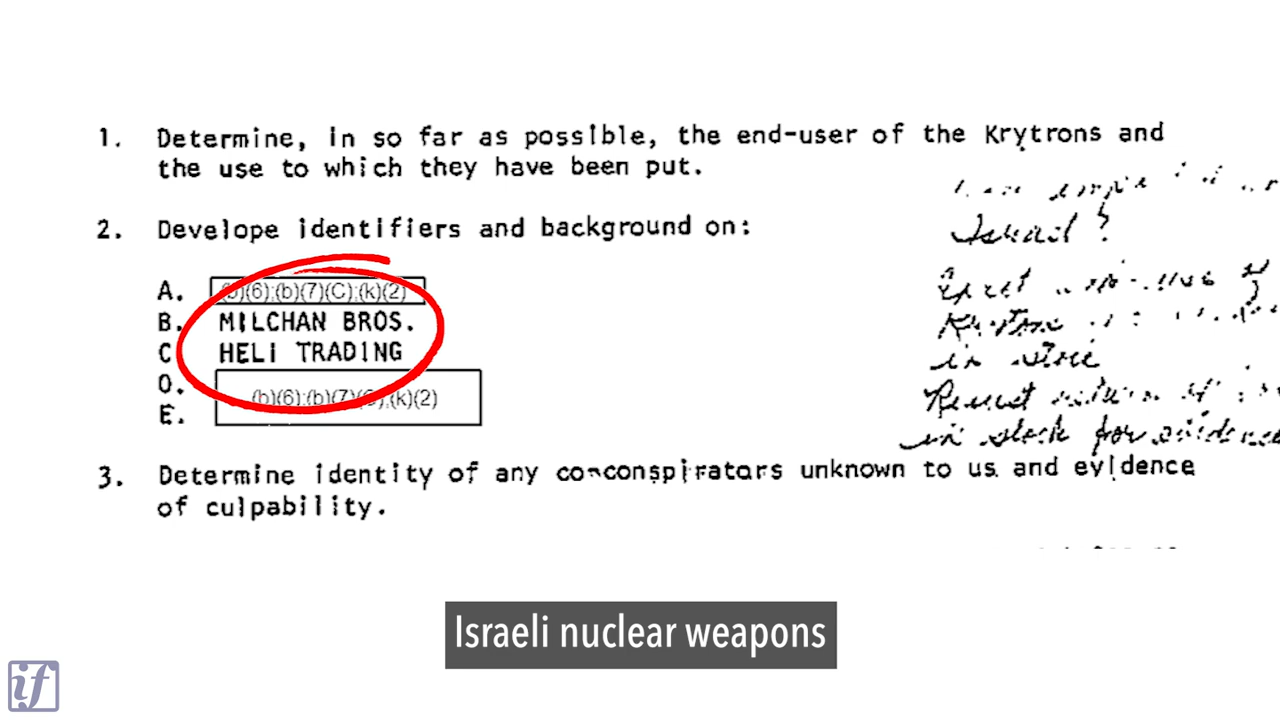 1. Determine, in so far as possible, the end-user of the Krytrons and
the use to which they have been put.
2. Develope identifiers and background on:
Israil?
A. (b)(6);(b)(7)(C);(k)(2)
B. MILCHAN BROS.
C HELI TRADING
in store
D.
(b)(6);(b)(7)(C);(k)(2)
E.
in stock for evidence
3. Determine identity of any co-conspirators unknown to us and evidence
of culpability.
Israeli nuclear weapons
if